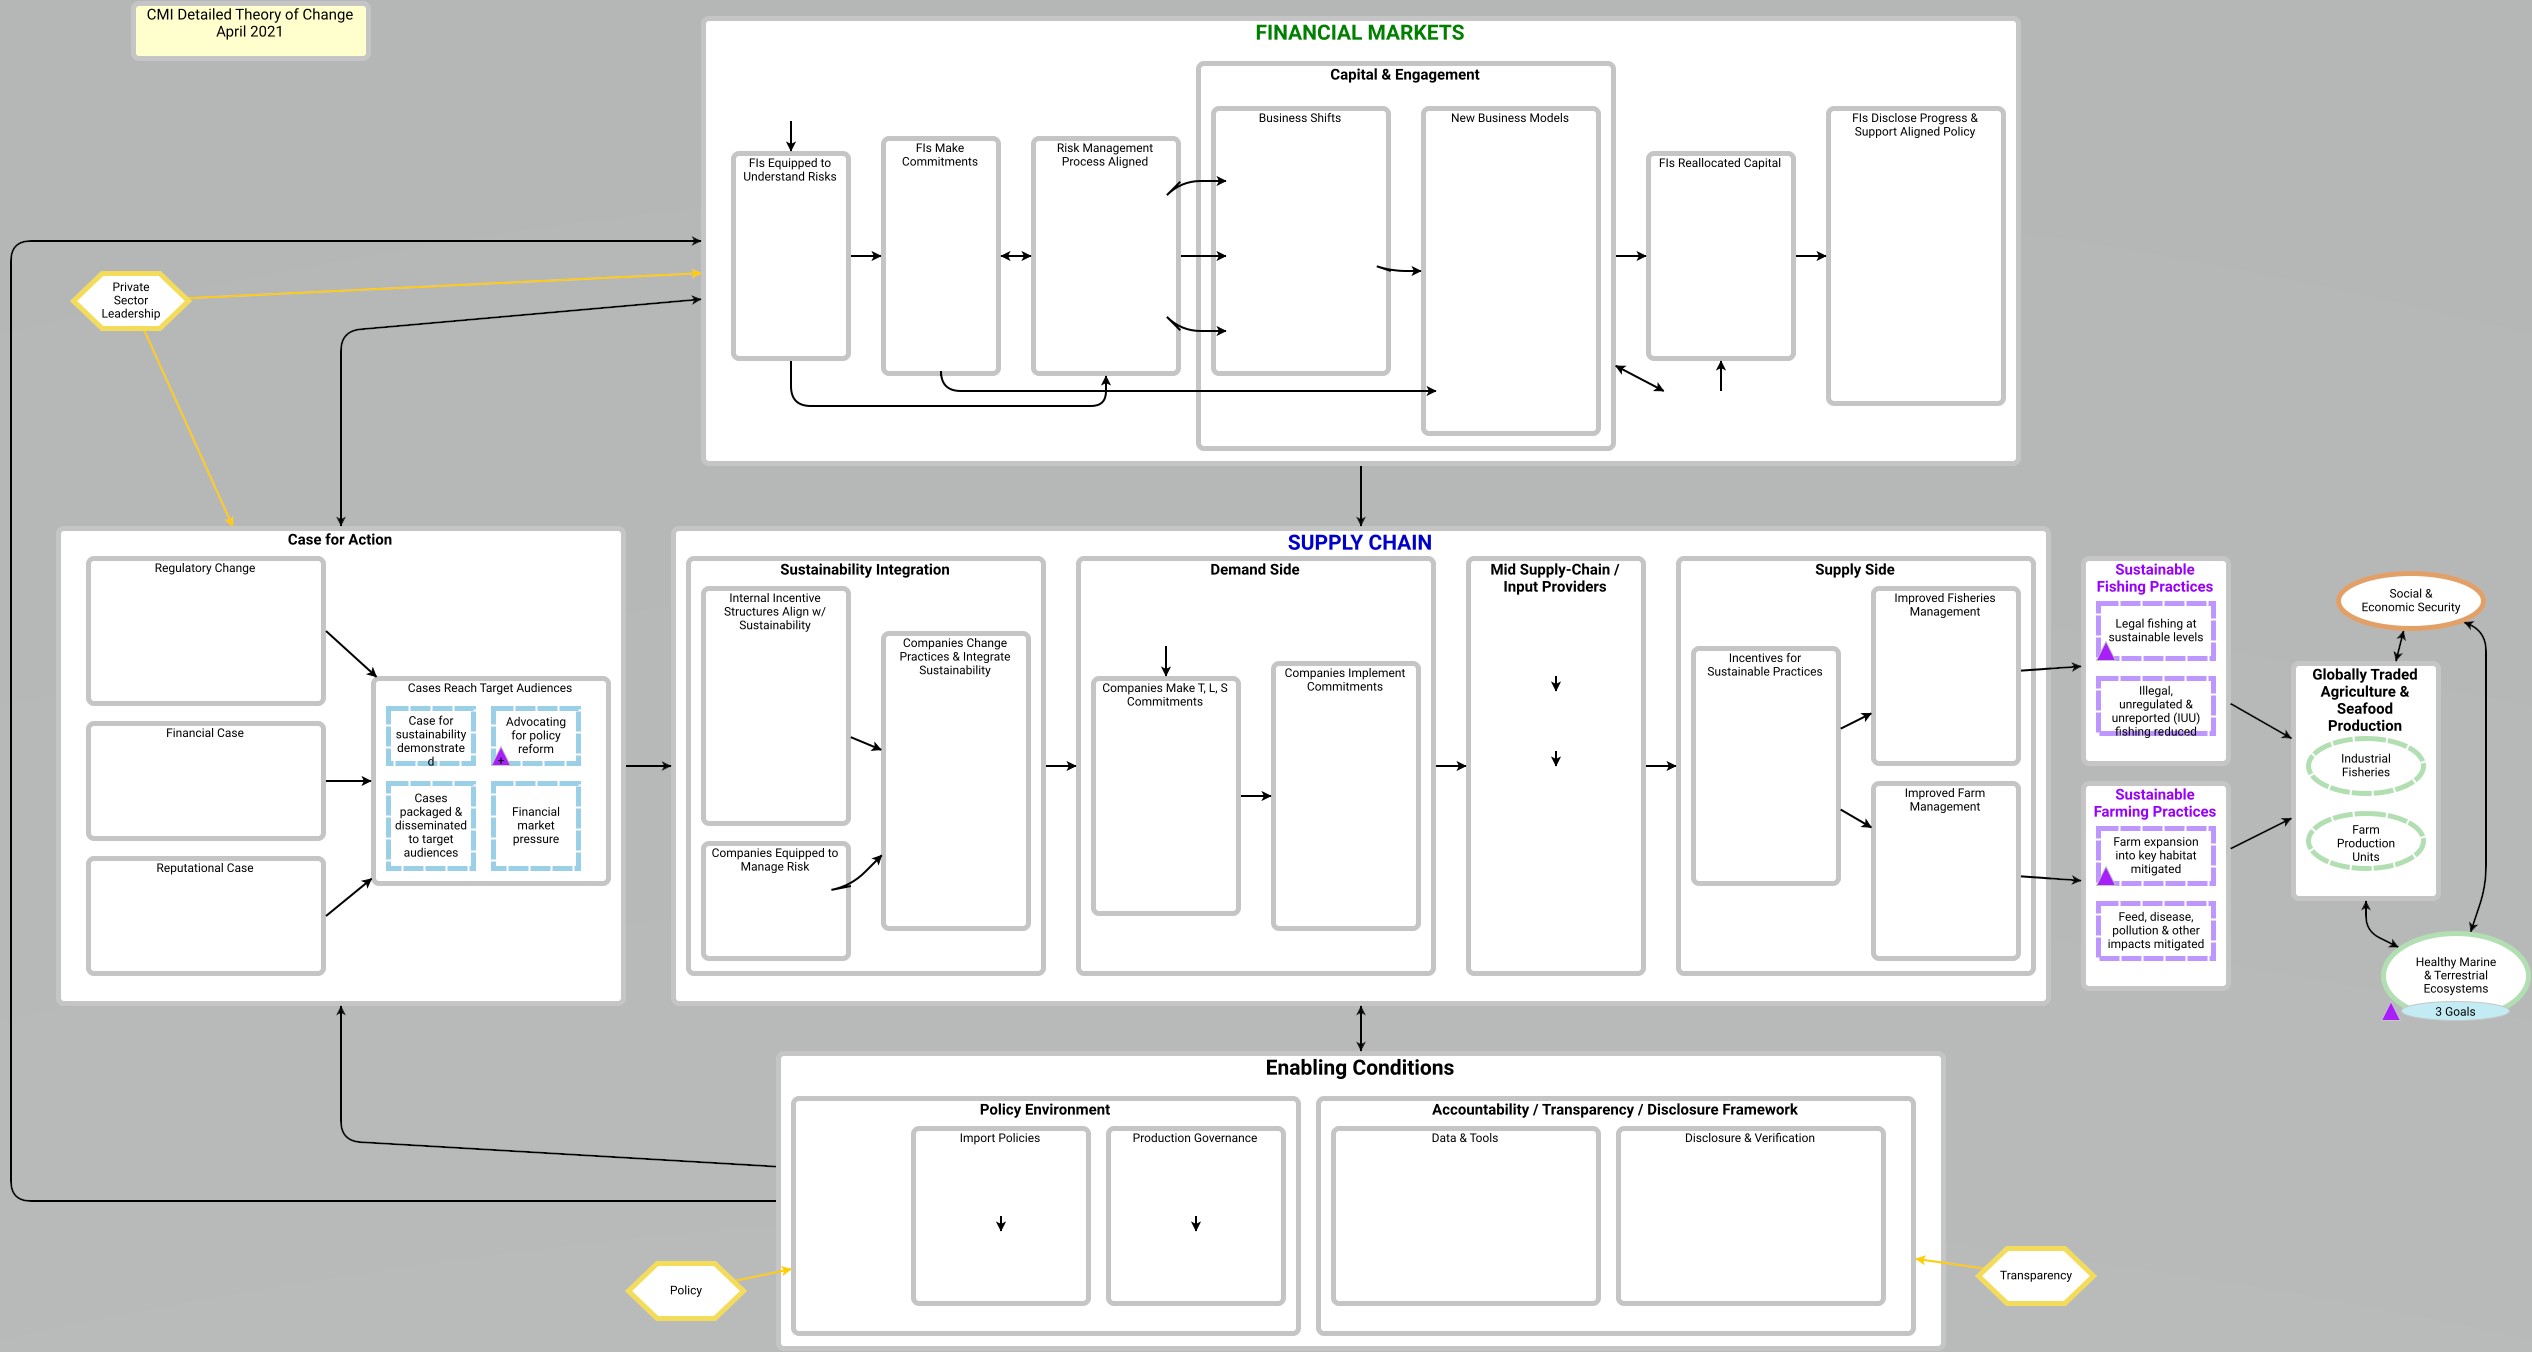 CMI Detailed Theory of Change
April 2021
FINANCIAL MARKETS
Capital & Engagement
FIs Equipped to
Understand Risks
FIs Make
Commitments
Risk Management
Process Aligned
Business Shifts
New Business Models
FIs Reallocated Capital
FIs Disclose Progress &
Support Aligned Policy
Private
Sector
Leadership
Case for Action
Regulatory Change
Financial Case
Reputational Case
Cases Reach Target Audiences
Case for
sustainability
demonstrate
d
Advocating
for policy
reform
+
Cases
packaged &
disseminated
to target
audiences
Financial
market
pressure
SUPPLY CHAIN
Sustainability Integration
Internal Incentive
Structures Align w/
Sustainability
Companies Equipped to
Manage Risk
Companies Change
Practices & Integrate
Sustainability
Demand Side
Companies Make T, L, S
Commitments
Companies Implement
Commitments
Mid Supply-Chain /
Input Providers
Supply Side
Incentives for
Sustainable Practices
Improved Fisheries
Management
Improved Farm
Management
Sustainable
Fishing Practices
Legal fishing at
sustainable levels
Illegal,
unregulated &
unreported (IUU)
fishing reduced
Sustainable
Farming Practices
Farm expansion
into key habitat
mitigated
Feed, disease,
pollution & other
impacts mitigated
Social &
Economic Security
Globally Traded
Agriculture &
Seafood
Production
Industrial
Fisheries
Farm
Production
Units
Healthy Marine
& Terrestrial
Ecosystems
3 Goals
Enabling Conditions
Policy Environment
Import Policies
Production Governance
Accountability / Transparency / Disclosure Framework
Data & Tools
Disclosure & Verification
Policy
Transparency